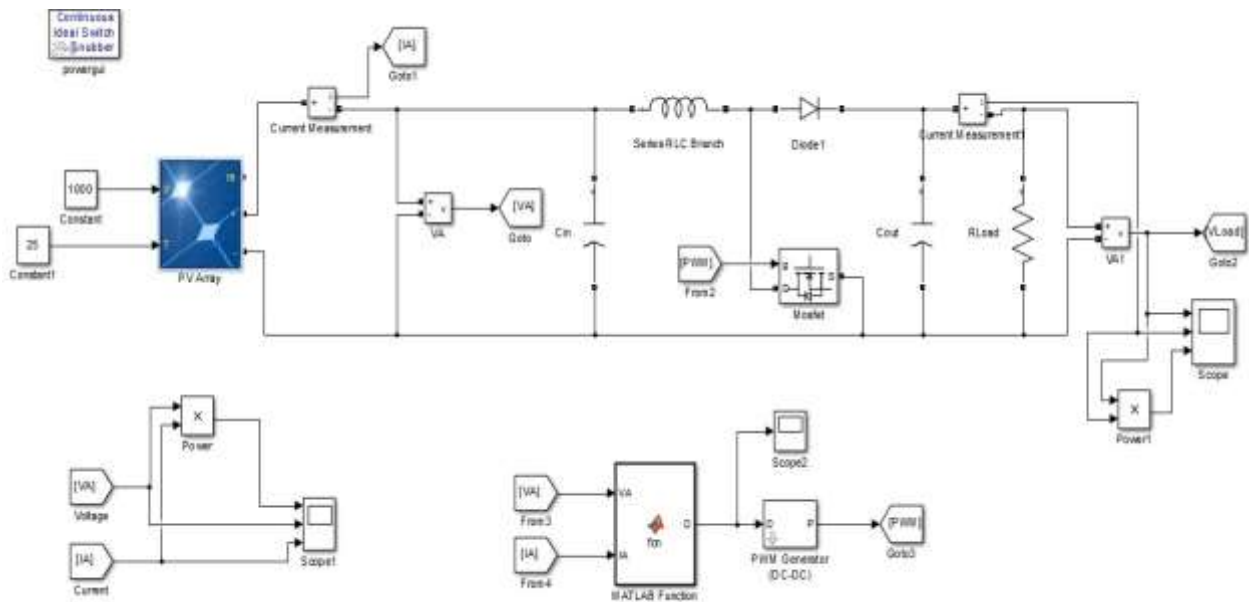 Continuous
Ideal Switch
Snubber
powergui
[IA]
Goto1
Current Measurement
1000
Constant
25
Constant1
PV Array
VA
[VA]
Goto
Cin
Series RLC Branch
Diode1
[PWM]
From2
Mosfet
Cout
Current Measurement1
RLoad
VA1
VLoad]
Goto2
Scope
Power1
Power
[VA]
Voltage
[IA]
Current
Scope1
[VA]
From3
[IA]
From4
VA
IA
fcn
D
MATLAB Function
Scope2
D
P
PWM Generator
(DC-DC)
[PWM]
Goto3